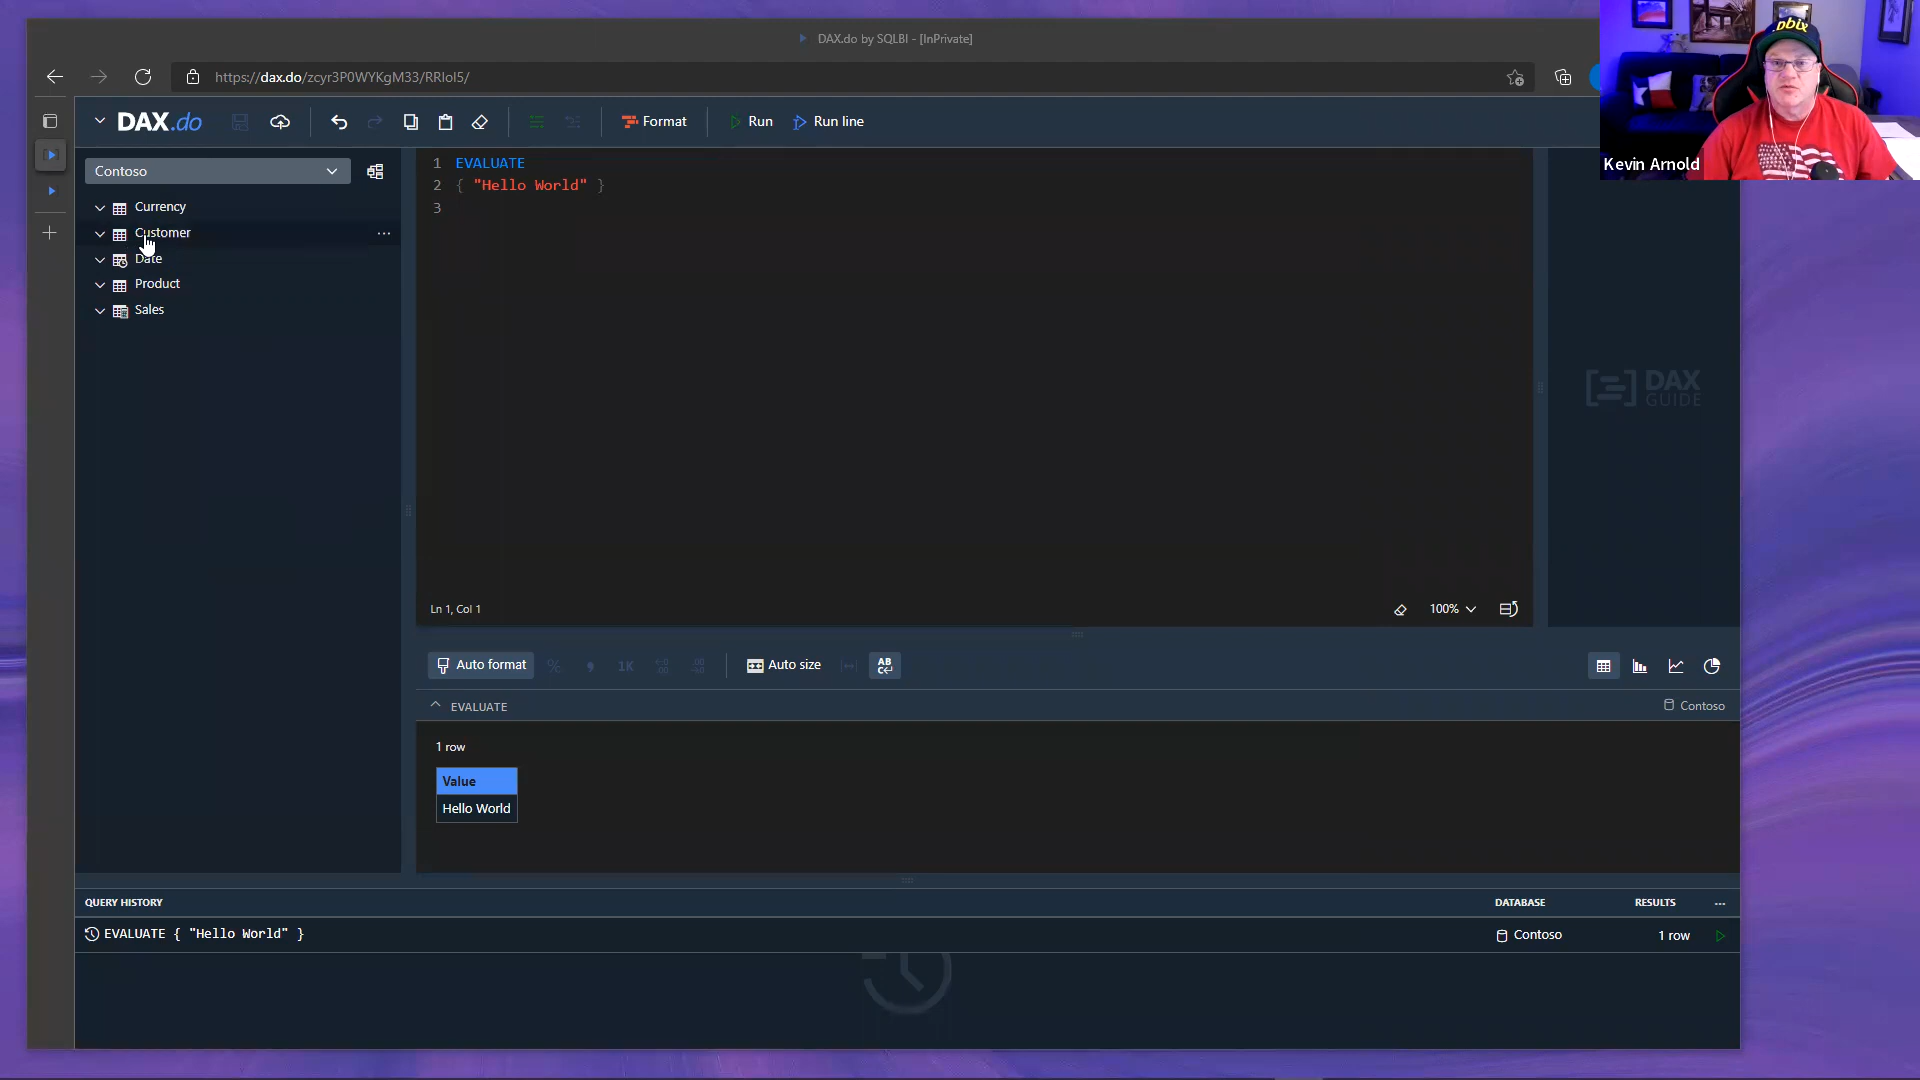 DAX.do by SQLBI - [InPrivate]
pbix
https://dax.do/zcyr3P0WYKgM33/RRlol5/
DAX.do
Format
Run
Run line
Kevin Arnold
Contoso
Currency
Customer
Date
Product
Sales
1 EVALUATE
2 { "Hello World" }
3
DAX
GUIDE
Ln 1, Col 1
100%
Auto format
%
1K
Auto size
AB
C
EVALUATE
Contoso
1 row
Value
Hello World
QUERY HISTORY
DATABASE
RESULTS
EVALUATE { "Hello World" }
Contoso
1 row